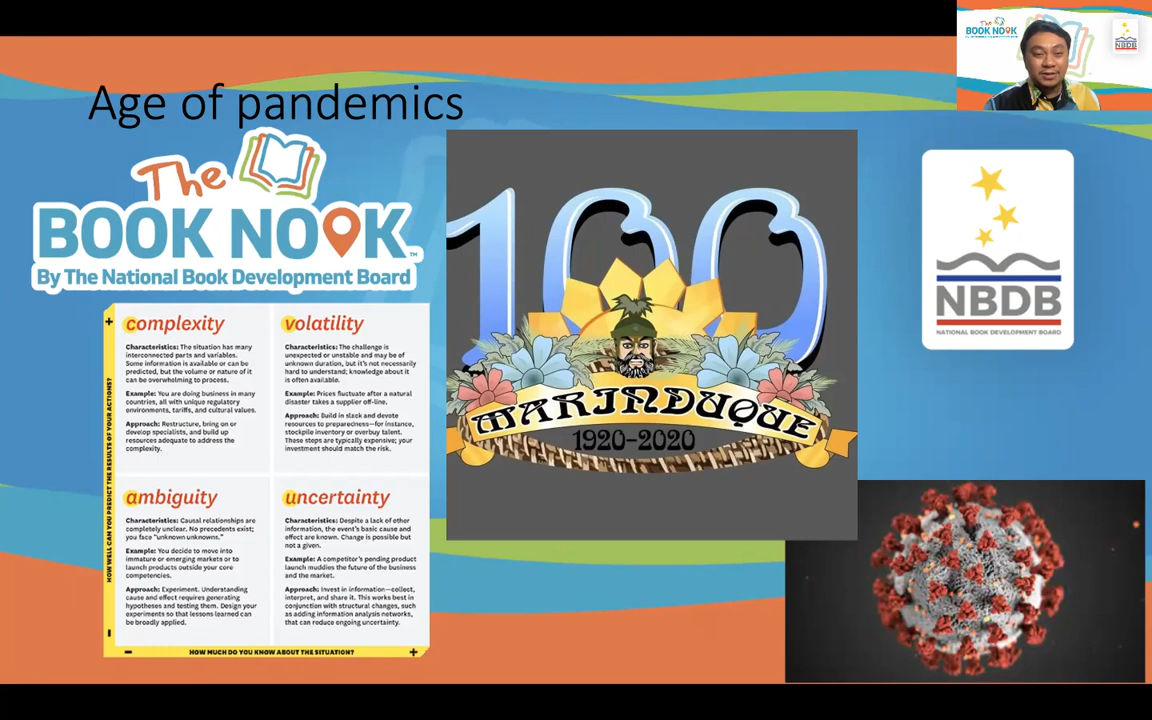 Age of pandemics
The
BOOK NOOK
By The National Book Development Board
complexity
Characteristics: The situation has many
interconnected parts and variables.
Some information is available or can be
predicted, but the volume or nature of it
can be overwhelming to process.
Example: You are doing business in many
countries, all with unique regulatory
environments, tariffs, and cultural values.
Approach: Restructure, bring on or
develop specialists, and build up
resources adequate to address the
complexity.
volatility
Characteristics: The challenge is
unexpected or unstable and may be of
unknown duration, but it's not necessarily
hard to understand; knowledge about it
is often available.
Example: Prices fluctuate after a natural
disaster takes a supplier off-line.
Approach: Build in slack and devote
resources to preparedness—for instance,
stockpile inventory or overbuy talent.
These steps are typically expensive; your
investment should match the risk.
ambiguity
Characteristics: Causal relationships are
completely unclear. No precedents exist;
you face "unknown unknowns."
Example: You decide to move into
immature or emerging markets or to
launch products outside your core
competencies.
Approach: Experiment. Understanding
cause and effect requires generating
hypotheses and testing them. Design your
experiments so that lessons learned can
be broadly applied.
uncertainty
Characteristics: Despite a lack of other
information, the event's basic cause and
effect are known. Change is possible but
not a given.
Example: A competitor's pending product
launch muddies the future of the business
and the market.
Approach: Invest in information—collect,
interpret, and share it. This works best in
conjunction with structural changes, such
as adding information analysis networks,
that can reduce ongoing uncertainty.
HOW WELL CAN YOU PREDICT THE RESULTS OF YOUR ACTIONS?
HOW MUCH DO YOU KNOW ABOUT THE SITUATION?
100
MARINDUQUE
1920-2020
NBDB
NATIONAL BOOK DEVELOPMENT BOARD
The
BOOK NOOK
NBDB